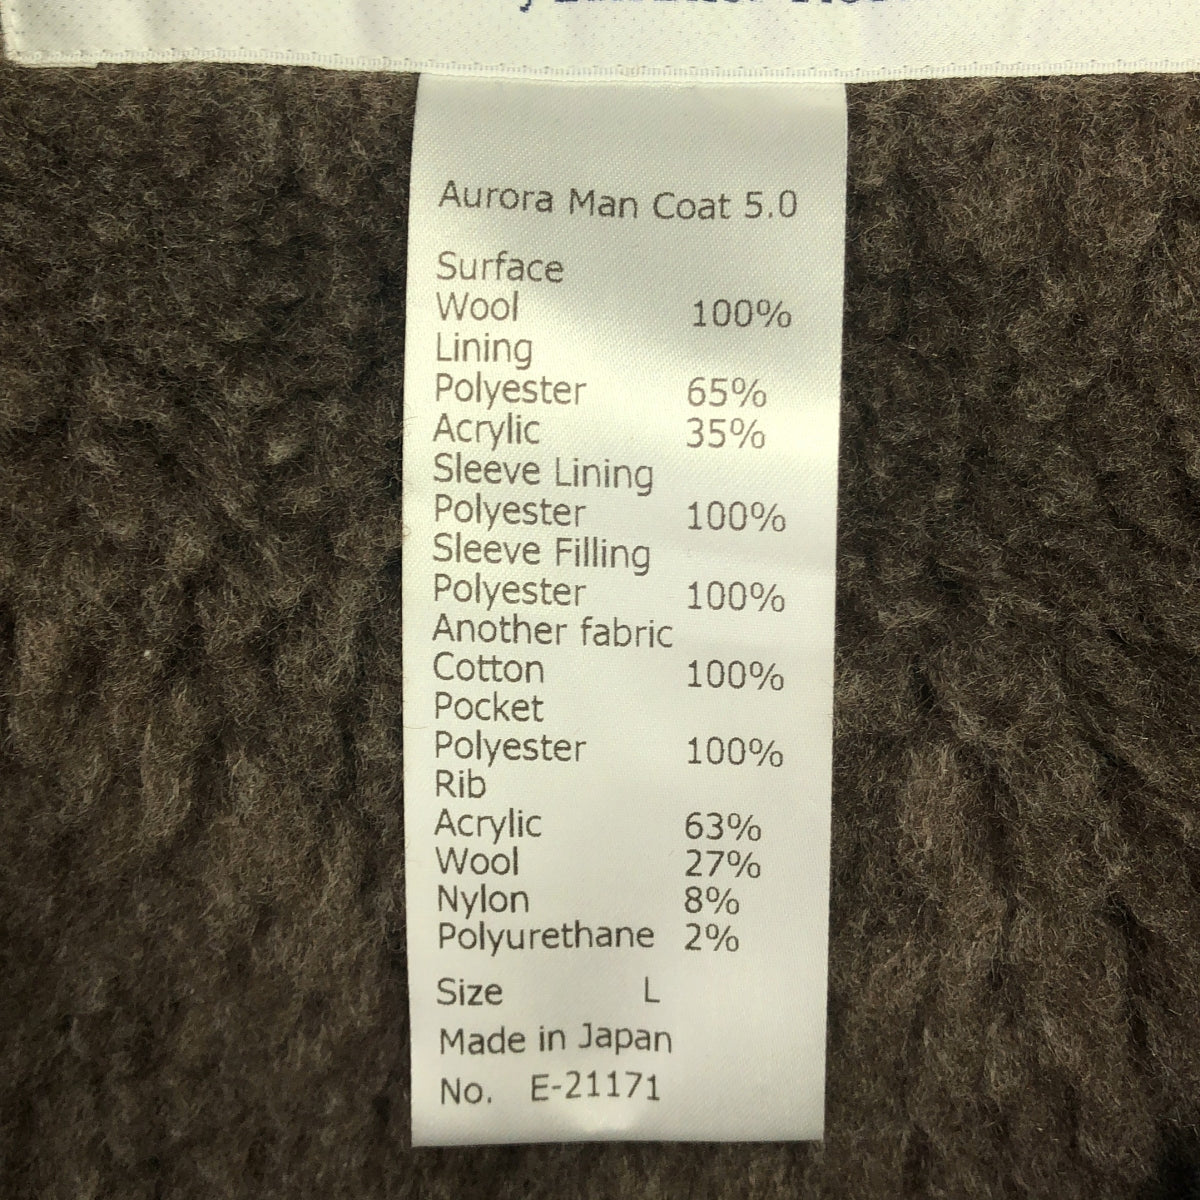 Aurora Man Coat 5.0
Surface
Wool 100%
Lining
Polyester 65%
Acrylic 35%
Sleeve Lining
Polyester 100%
Sleeve Filling
Polyester 100%
Another fabric
Cotton 100%
Pocket
Polyester 100%
Rib
Acrylic 63%
Wool 27%
Nylon 8%
Polyurethane 2%
Size L
Made in Japan
No. E-21171